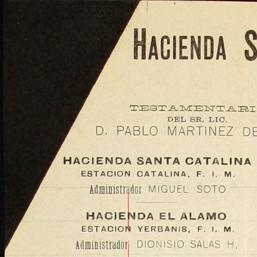 HACIENDA S
TESTAMENTARI
DEL SR. LIC.
D. PABLO MARTINEZ DE
HACIENDA SANTA CATALINA
ESTACION CATALINA, F. I. M.
Administrador MIGUEL SOTO
HACIENDA EL ALAMO
ESTACION YERBANIS, F. I. M.
Administrador DIONISIO SALAS H,